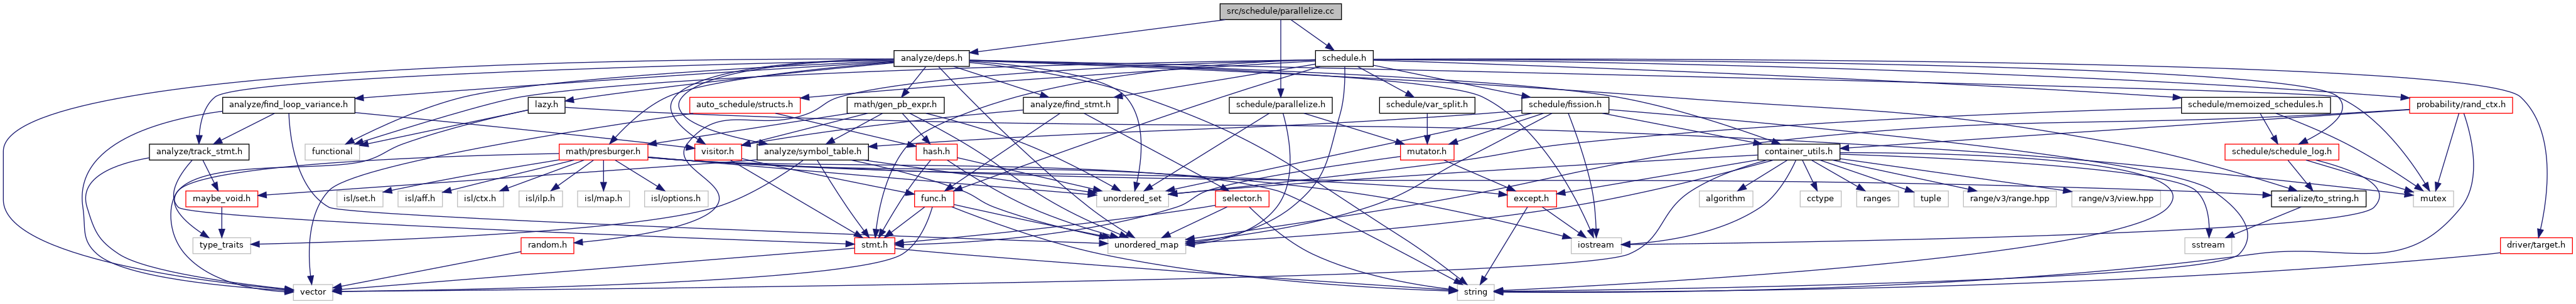 src/schedule/parallelize.cc
analyze/deps.h
schedule.h
analyze/find_loop_variance.h
lazy.h
auto_schedule/structs.h
math/gen_pb_expr.h
analyze/find_stmt.h
schedule/parallelize.h
schedule/var_split.h
schedule/fission.h
schedule/memoized_schedules.h
probability/rand_ctx.h
analyze/track_stmt.h
functional
math/presburger.h
visitor.h
analyze/symbol_table.h
hash.h
mutator.h
container_utils.h
schedule/schedule_log.h
maybe_void.h
isl/set.h
isl/aff.h
isl/ctx.h
isl/ilp.h
isl/map.h
isl/options.h
func.h
unordered_set
selector.h
except.h
algorithm
cctype
ranges
tuple
range/v3/range.hpp
range/v3/view.hpp
serialize/to_string.h
mutex
type_traits
random.h
stmt.h
unordered_map
iostream
sstream
driver/target.h
vector
string